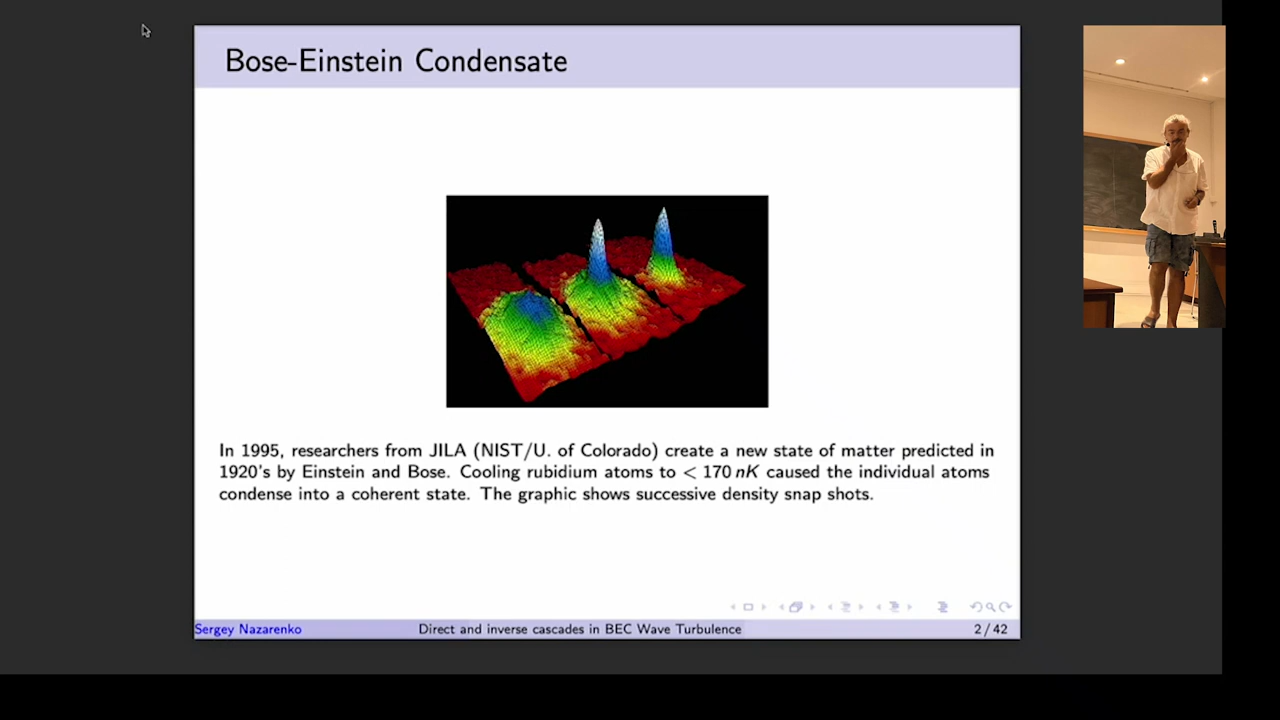 Bose-Einstein Condensate
In 1995, researchers from JILA (NIST/U. of Colorado) create a new state of matter predicted in
1920's by Einstein and Bose. Cooling rubidium atoms to < 170 nK caused the individual atoms
condense into a coherent state. The graphic shows successive density snap shots.
Sergey Nazarenko
Direct and inverse cascades in BEC Wave Turbulence
2 / 42